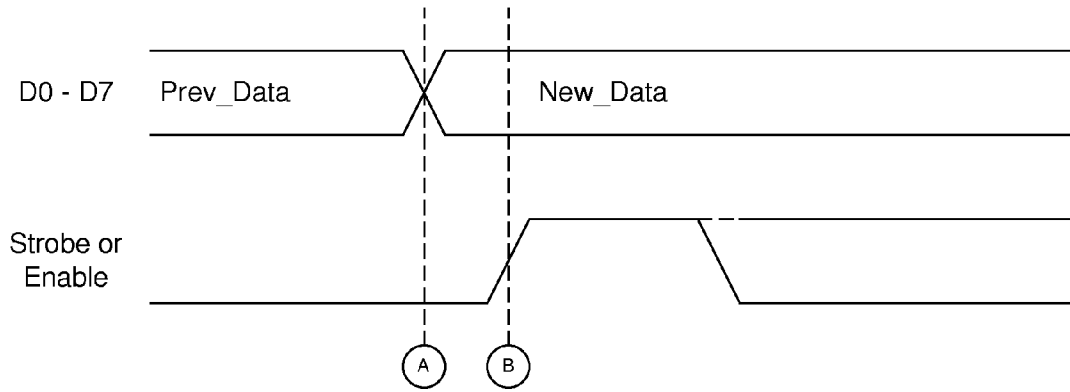 D0 - D7
Prev_Data
New_Data
Strobe or
Enable
A
B